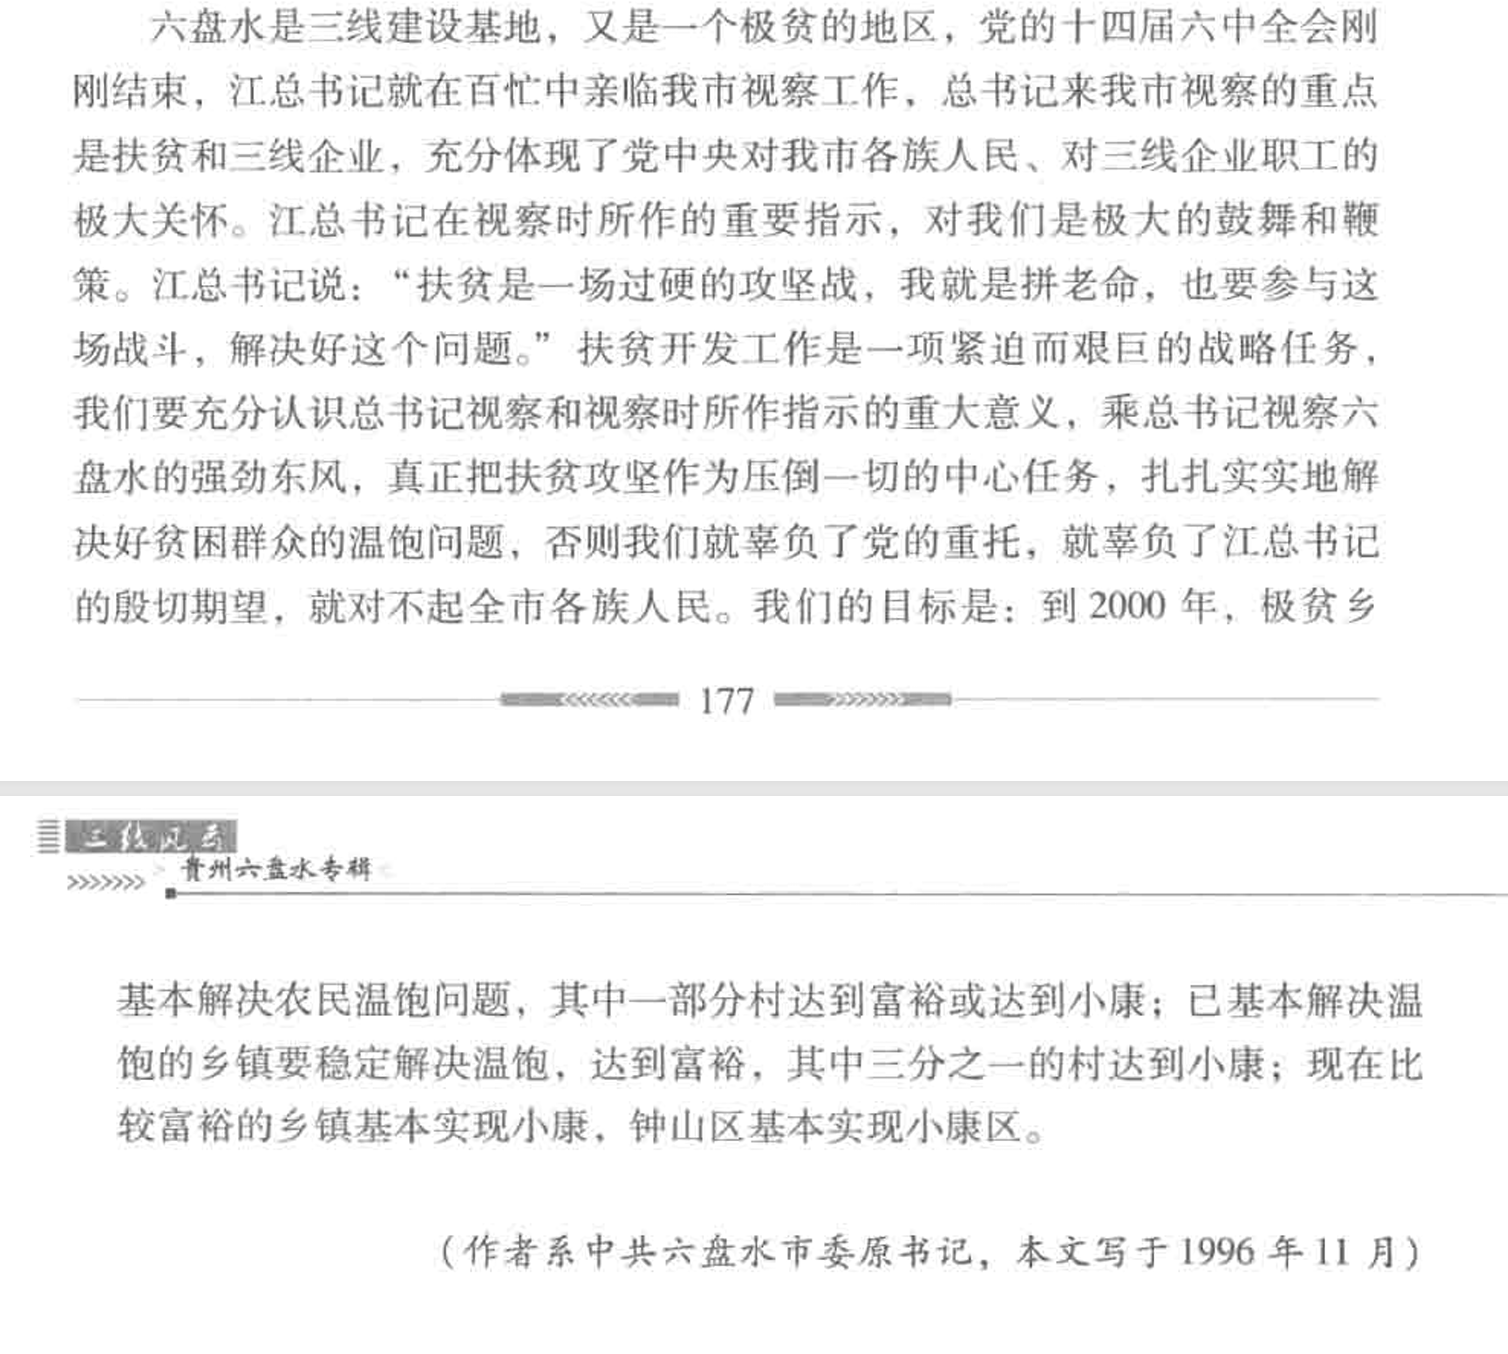 六盘水是三线建设基地，又是一个极贫的地区，党的十四届六中全会刚
刚结束，江总书记就在百忙中亲临我市视察工作，总书记来我市视察的重点
是扶贫和三线企业，充分体现了党中央对我市各族人民、对三线企业职工的
极大关怀。江总书记在视察时所作的重要指示，对我们是极大的鼓舞和鞭
策。江总书记说：“扶贫是一场过硬的攻坚战，我就是拼老命，也要参与这
场战斗，解决好这个问题。”扶贫开发工作是一项紧迫而艰巨的战略任务，
我们要充分认识总书记视察和视察时所作指示的重大意义，乘总书记视察六
盘水的强劲东风，真正把扶贫攻坚作为压倒一切的中心任务，扎扎实实地解
决好贫困群众的温饱问题，否则我们就辜负了党的重托，就辜负了江总书记
的殷切期望，就对不起全市各族人民。我们的目标是：到2000年，极贫乡
177
三线风云
贵州六盘水专辑
基本解决农民温饱问题，其中一部分村达到富裕或达到小康；已基本解决温
饱的乡镇要稳定解决温饱，达到富裕，其中三分之一的村达到小康；现在比
较富裕的乡镇基本实现小康，钟山区基本实现小康区。
（作者系中共六盘水市委原书记，本文写于1996年11月）